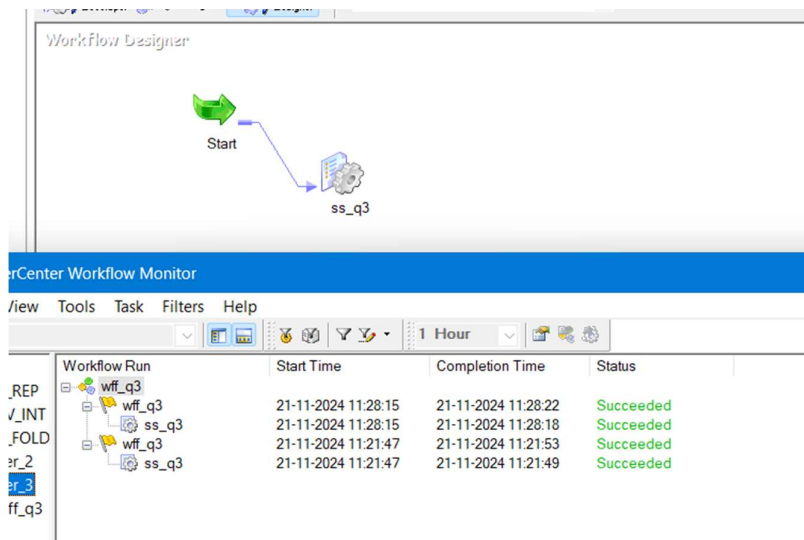 Designer
Workflow Designer
Start
ss_q3
erCenter Workflow Monitor
View Tools Task Filters Help
1 Hour
Workflow Run Start Time Completion Time Status
_REP wff_q3
V_INT wff_q3 21-11-2024 11:28:15 21-11-2024 11:28:22 Succeeded
ss_q3 21-11-2024 11:28:15 21-11-2024 11:28:18 Succeeded
_FOLD wff_q3 21-11-2024 11:21:47 21-11-2024 11:21:53 Succeeded
er_2 ss_q3 21-11-2024 11:21:47 21-11-2024 11:21:49 Succeeded
er_3
ff_q3